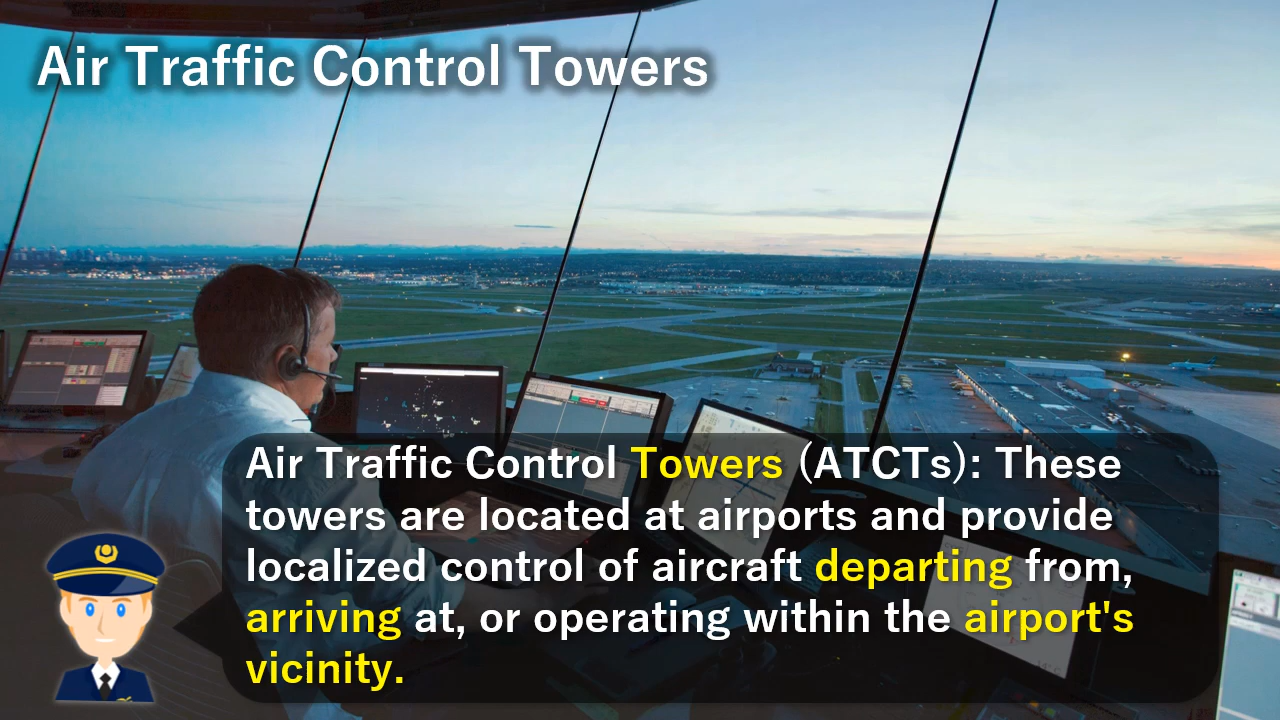 Air Traffic Control Towers
Air Traffic Control Towers (ATCTs): These
towers are located at airports and provide
localized control of aircraft departing from,
arriving at, or operating within the airport's
vicinity.